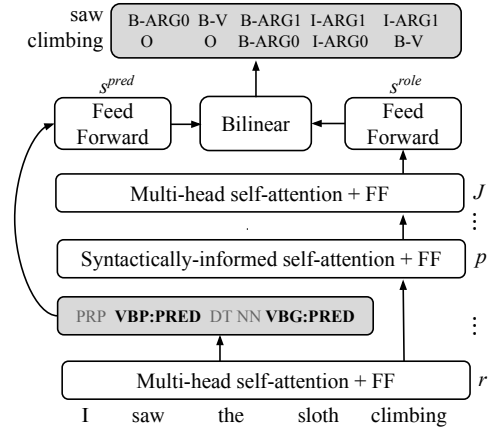 saw B-ARG0 B-V B-ARG1 I-ARG1 I-ARG1
climbing O O B-ARG0 I-ARG0 B-V
s^pred s^role
Feed Forward
Bilinear
Feed Forward
Multi-head self-attention + FF J
⋮
Syntactically-informed self-attention + FF p
PRP VBP:PRED DT NN VBG:PRED ⋮
Multi-head self-attention + FF r
I saw the sloth climbing